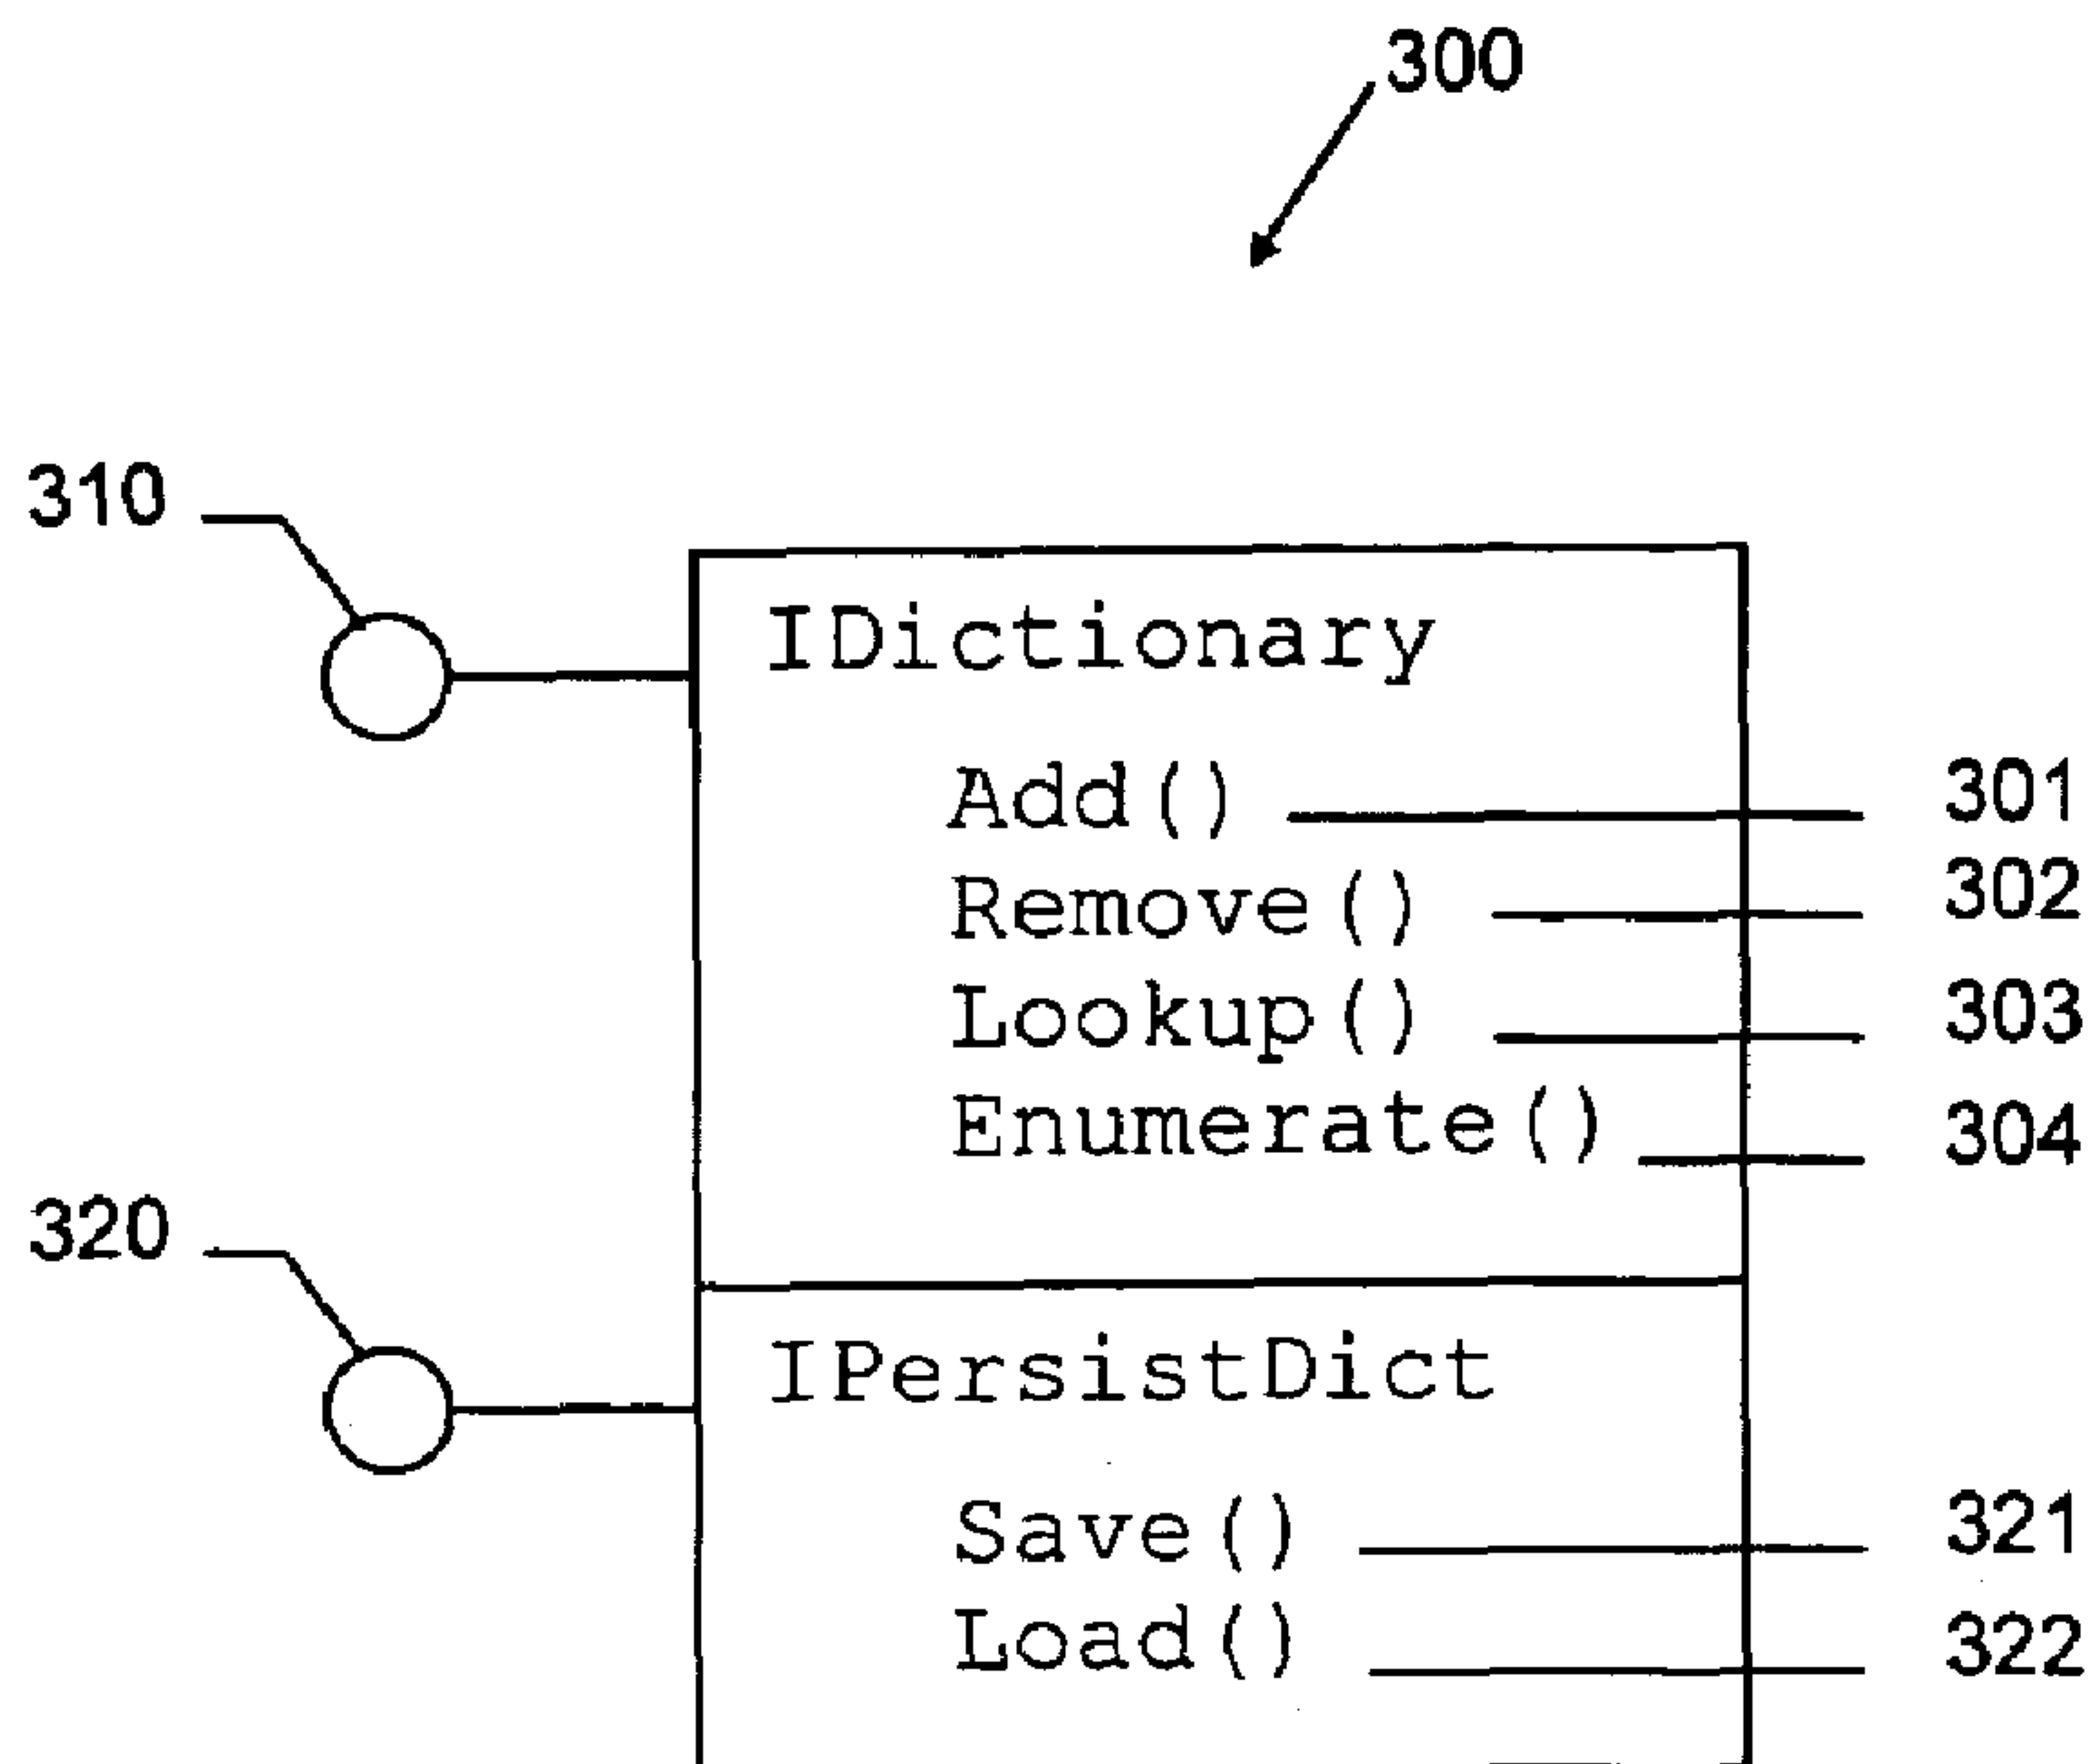 300
310
IDictionary
Add() 301
Remove() 302
Lookup() 303
Enumerate() 304
320
IPersistDict
Save() 321
Load() 322